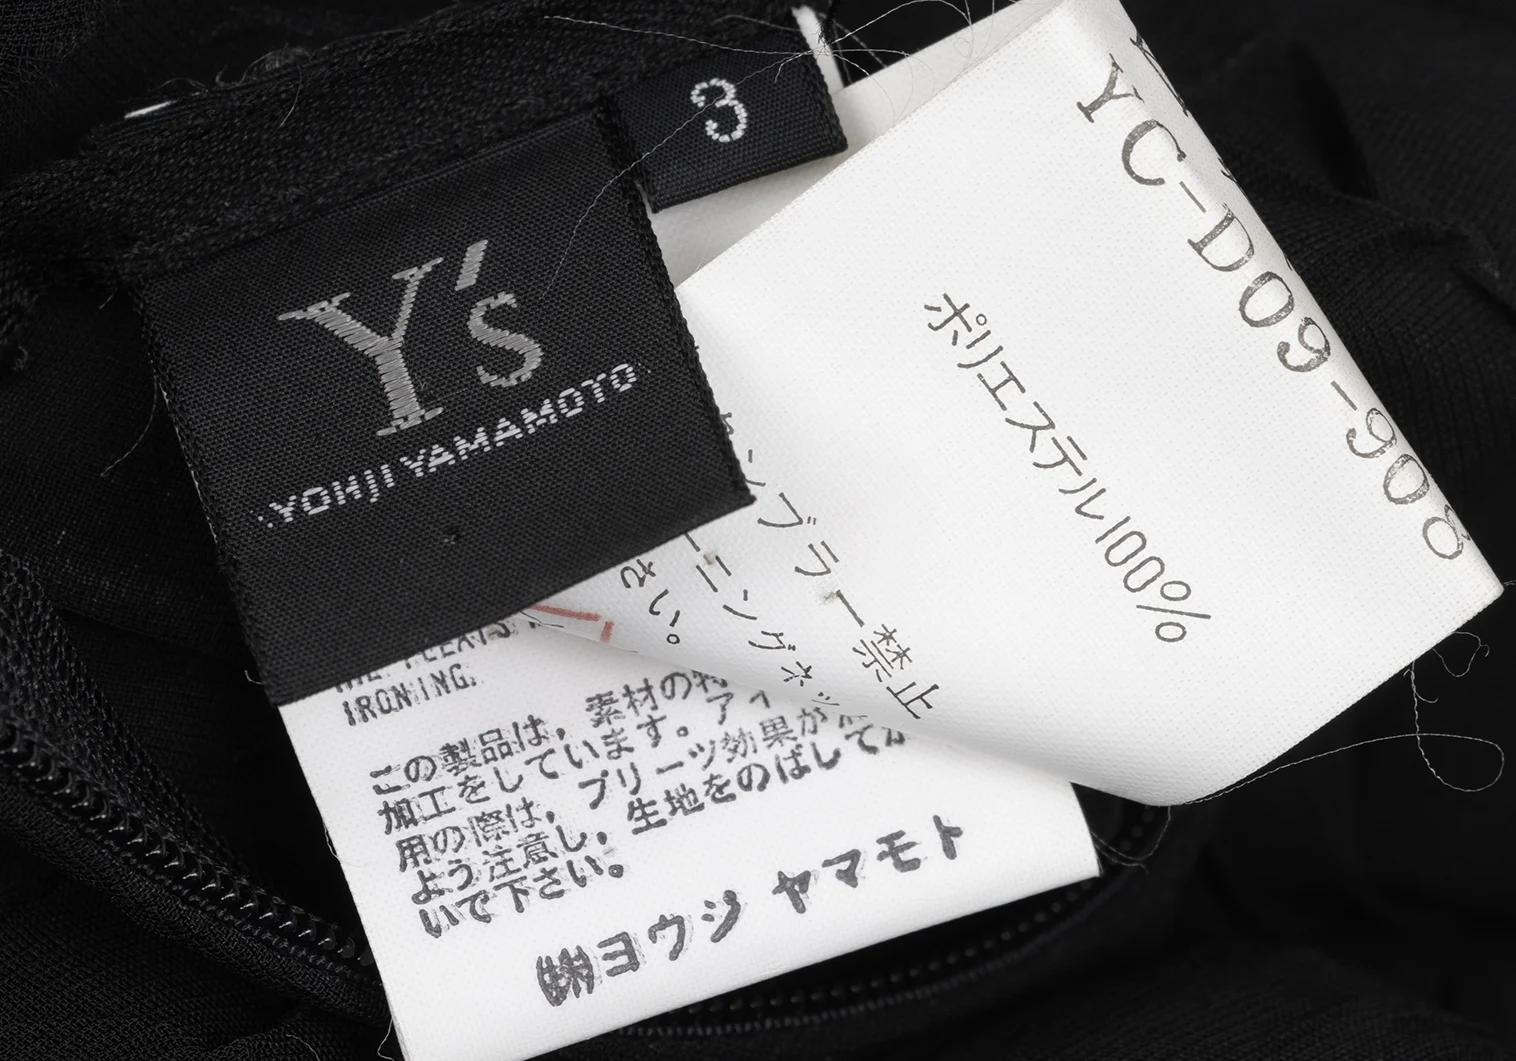 3
Y's
YOHJI YAMAMOTO
YC-D09-908
ポリエステル100%
ンブラー禁止
ーニングネッ
さい。
IRONING.
この製品は、素材の特
加工をしています。アイ
用の際は、プリーツ効果が
よう注意し、生地をのばしてか
いで下さい。
㈱ヨウジ ヤマモト